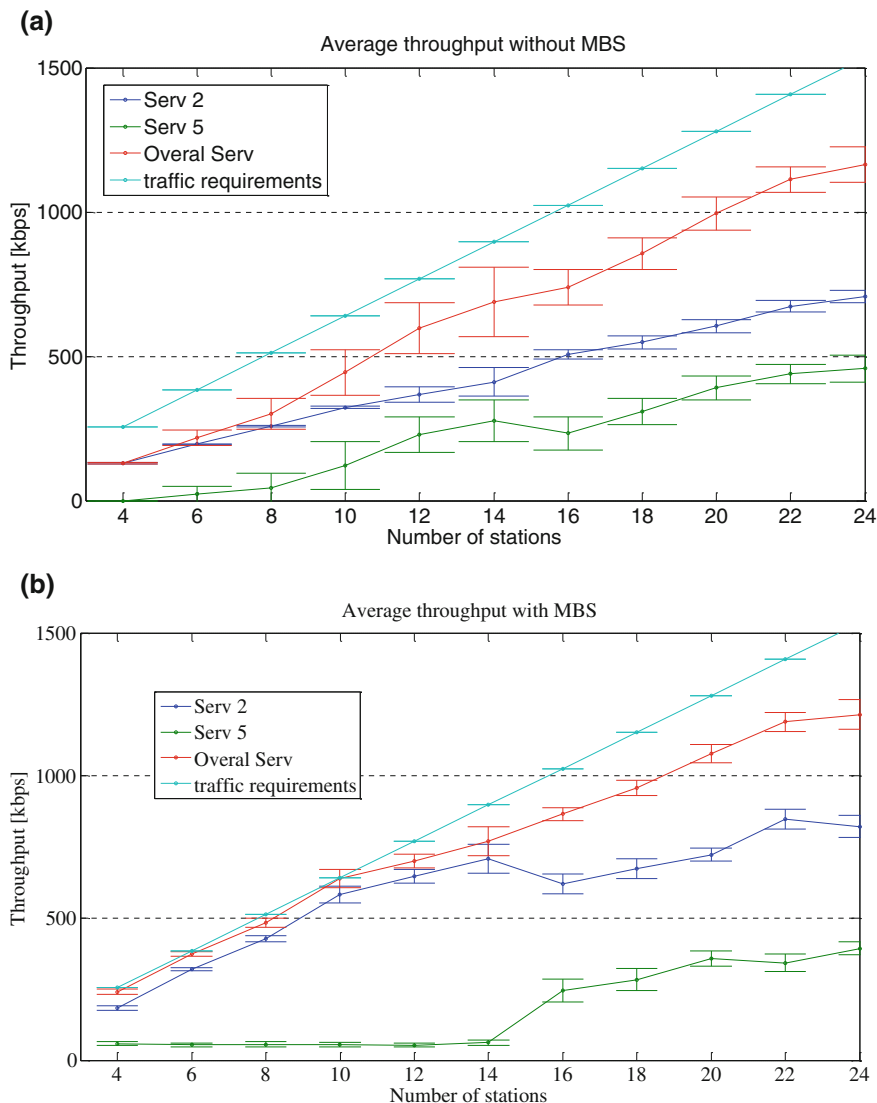 (a)
Average throughput without MBS
1500
Serv 2
Serv 5
Overal Serv
traffic requirements
Throughput [kbps]
1000
500
0
4 6 8 10 12 14 16 18 20 22 24
Number of stations
(b)
Average throughput with MBS
1500
Serv 2
Serv 5
Overal Serv
traffic requirements
Throughput [kbps]
1000
500
0
4 6 8 10 12 14 16 18 20 22 24
Number of stations